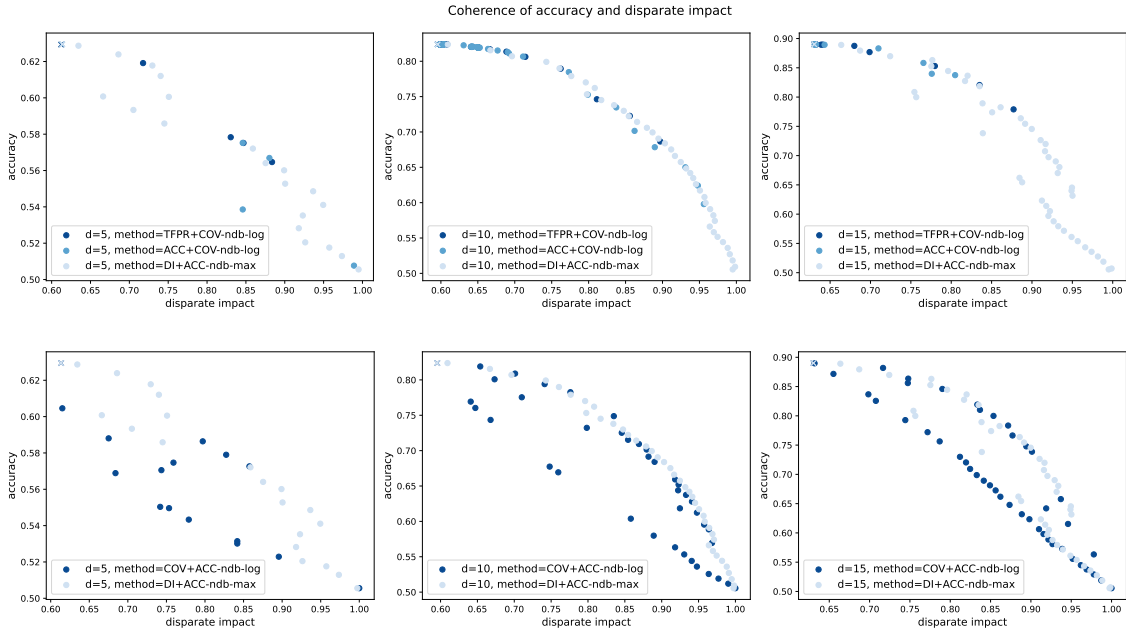 Coherence of accuracy and disparate impact
accuracy
0.62
0.60
0.58
0.56
0.54
0.52
0.50
d=5, method=TFPR+COV-ndb-log
d=5, method=ACC+COV-ndb-log
d=5, method=DI+ACC-ndb-max
0.60 0.65 0.70 0.75 0.80 0.85 0.90 0.95 1.00
disparate impact
accuracy
0.80
0.75
0.70
0.65
0.60
0.55
0.50
d=10, method=TFPR+COV-ndb-log
d=10, method=ACC+COV-ndb-log
d=10, method=DI+ACC-ndb-max
0.60 0.65 0.70 0.75 0.80 0.85 0.90 0.95 1.00
disparate impact
accuracy
0.90
0.85
0.80
0.75
0.70
0.65
0.60
0.55
0.50
d=15, method=TFPR+COV-ndb-log
d=15, method=ACC+COV-ndb-log
d=15, method=DI+ACC-ndb-max
0.65 0.70 0.75 0.80 0.85 0.90 0.95 1.00
disparate impact
accuracy
0.62
0.60
0.58
0.56
0.54
0.52
0.50
d=5, method=COV+ACC-ndb-log
d=5, method=DI+ACC-ndb-max
0.60 0.65 0.70 0.75 0.80 0.85 0.90 0.95 1.00
disparate impact
accuracy
0.80
0.75
0.70
0.65
0.60
0.55
0.50
d=10, method=COV+ACC-ndb-log
d=10, method=DI+ACC-ndb-max
0.60 0.65 0.70 0.75 0.80 0.85 0.90 0.95 1.00
disparate impact
accuracy
0.90
0.85
0.80
0.75
0.70
0.65
0.60
0.55
0.50
d=15, method=COV+ACC-ndb-log
d=15, method=DI+ACC-ndb-max
0.65 0.70 0.75 0.80 0.85 0.90 0.95 1.00
disparate impact